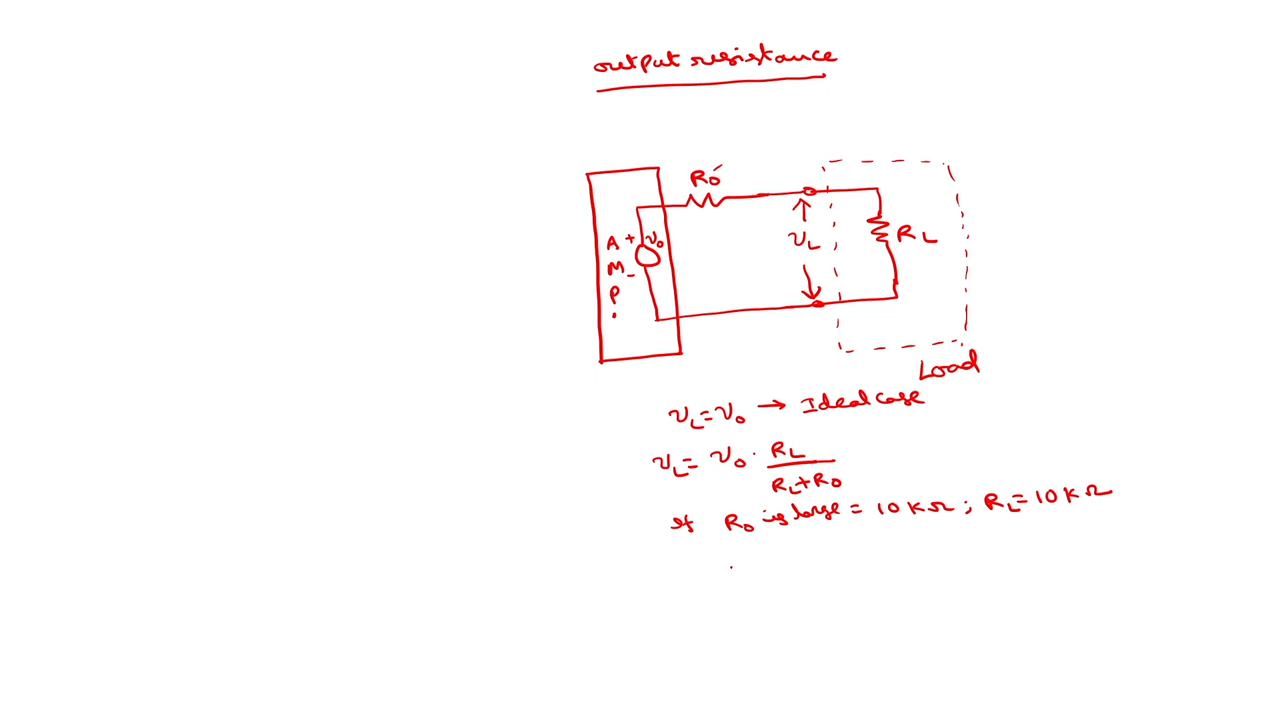 output resistance
Ro
A + vo
M -
P
.
vL
RL
Load
vL = vo → Ideal case
vL = vo · RL / RL + RO
If Ro is large = 10 KΩ ; RL = 10 KΩ